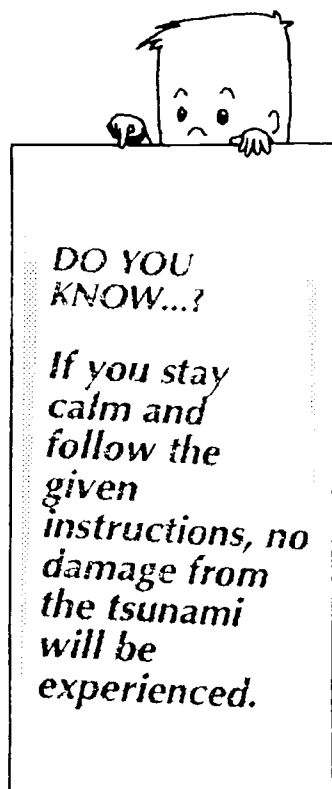 DO YOU
KNOW...?
If you stay
calm and
follow the
given
instructions, no
damage from
the tsunami
will be
experienced.